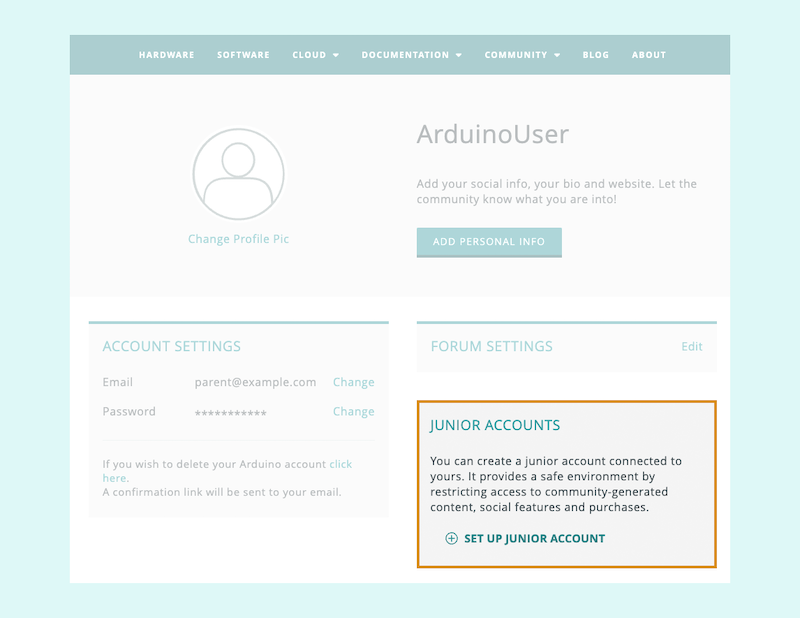 HARDWARE SOFTWARE CLOUD DOCUMENTATION COMMUNITY BLOG ABOUT
ArduinoUser
Add your social info, your bio and website. Let the
community know what you are into!
Change Profile Pic
ADD PERSONAL INFO
ACCOUNT SETTINGS
Email parent@example.com Change
Password *********** Change
If you wish to delete your Arduino account click
here.
A confirmation link will be sent to your email.
FORUM SETTINGS Edit
JUNIOR ACCOUNTS
You can create a junior account connected to
yours. It provides a safe environment by
restricting access to community-generated
content, social features and purchases.
SET UP JUNIOR ACCOUNT